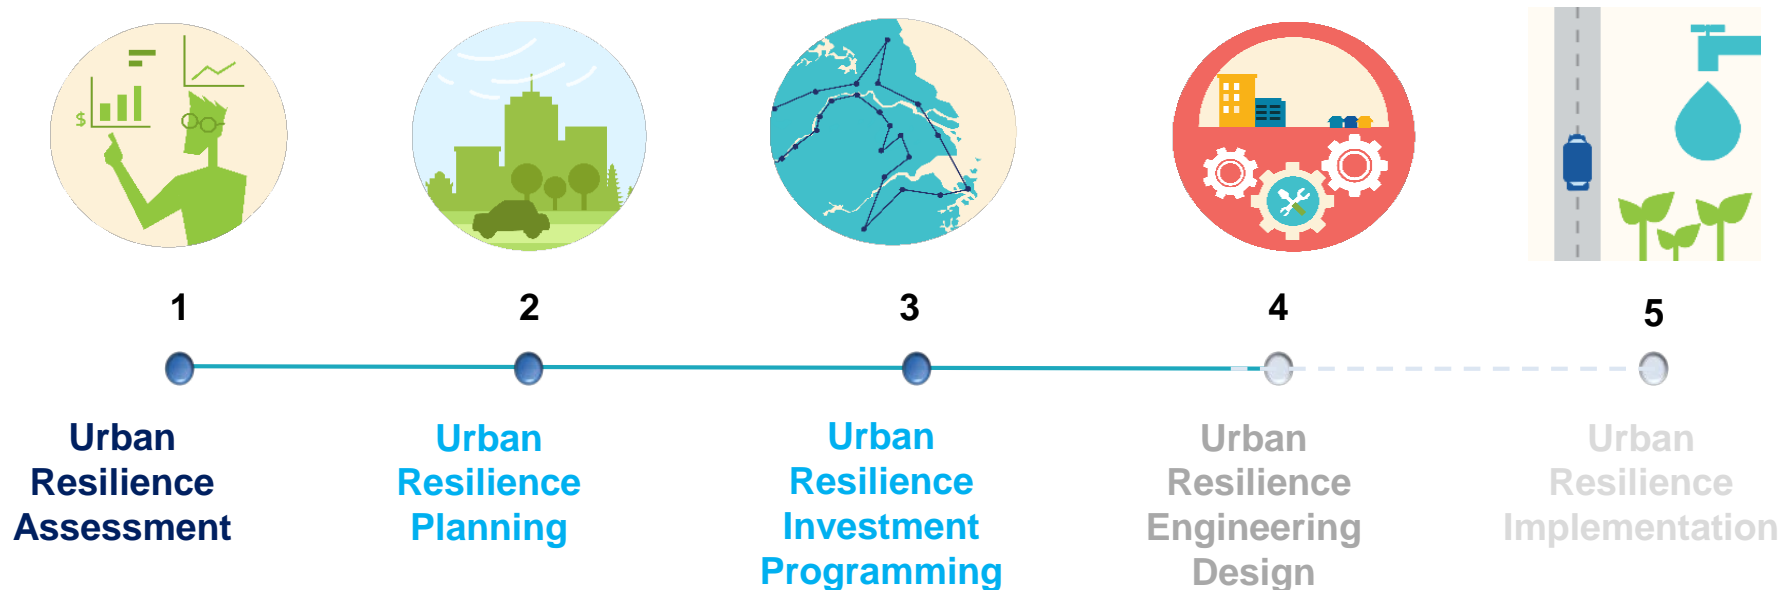 $
1
2
3
4
5
Urban
Resilience
Assessment
Urban
Resilience
Planning
Urban
Resilience
Investment
Programming
Urban
Resilience
Engineering
Design
Urban
Resilience
Implementation